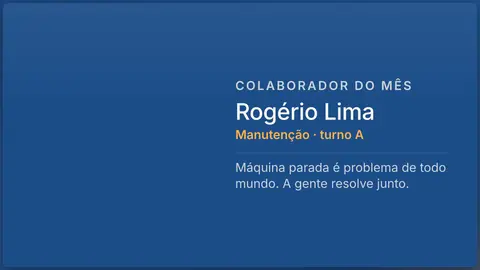 COLABORADOR DO MÊS
Rogério Lima
Manutenção · turno A
Máquina parada é problema de todo
mundo. A gente resolve junto.